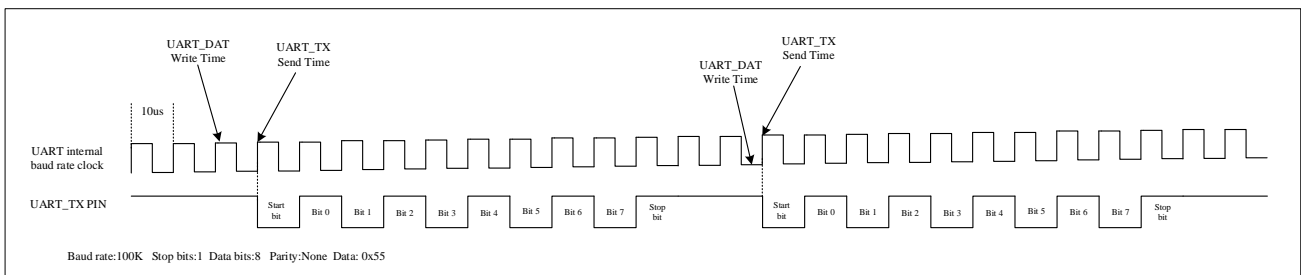 UART_DAT
Write Time
UART_TX
Send Time
UART_DAT
Write Time
UART_TX
Send Time
10us
UART internal
baud rate clock
UART_TX PIN
Start
bit
Bit 0
Bit 1
Bit 2
Bit 3
Bit 4
Bit 5
Bit 6
Bit 7
Stop
bit
Start
bit
Bit 0
Bit 1
Bit 2
Bit 3
Bit 4
Bit 5
Bit 6
Bit 7
Stop
bit
Baud rate:100K Stop bits:1 Data bits:8 Parity:None Data: 0x55